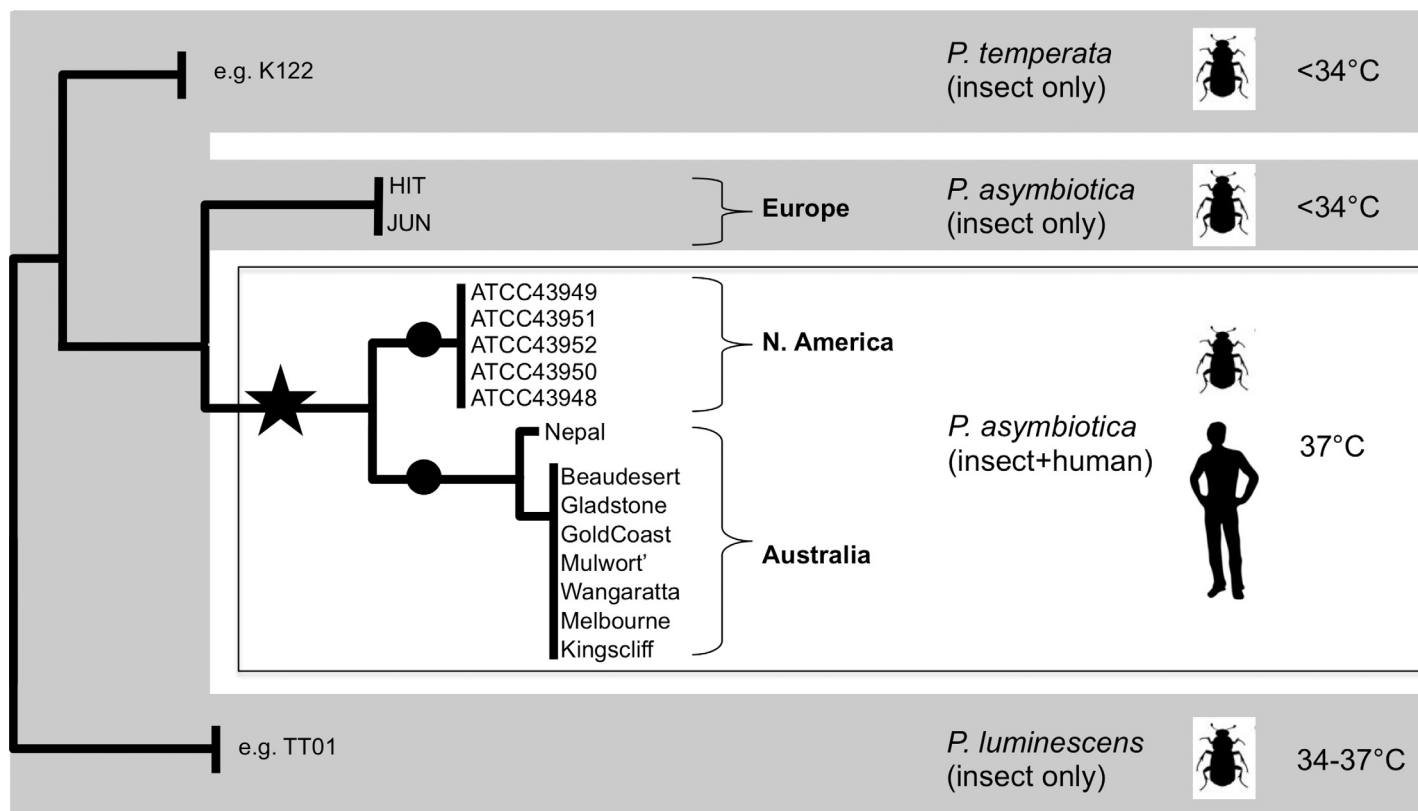 e.g. K122
P. temperata
(insect only)
<34°C
HIT
JUN
Europe
P. asymbiotica
(insect only)
<34°C
ATCC43949
ATCC43951
ATCC43952
ATCC43950
ATCC43948
N. America
Nepal
Beaudesert
Gladstone
GoldCoast
Mulwort’
Wangaratta
Melbourne
Kingscliff
Australia
P. asymbiotica
(insect+human)
37°C
e.g. TT01
P. luminescens
(insect only)
34-37°C